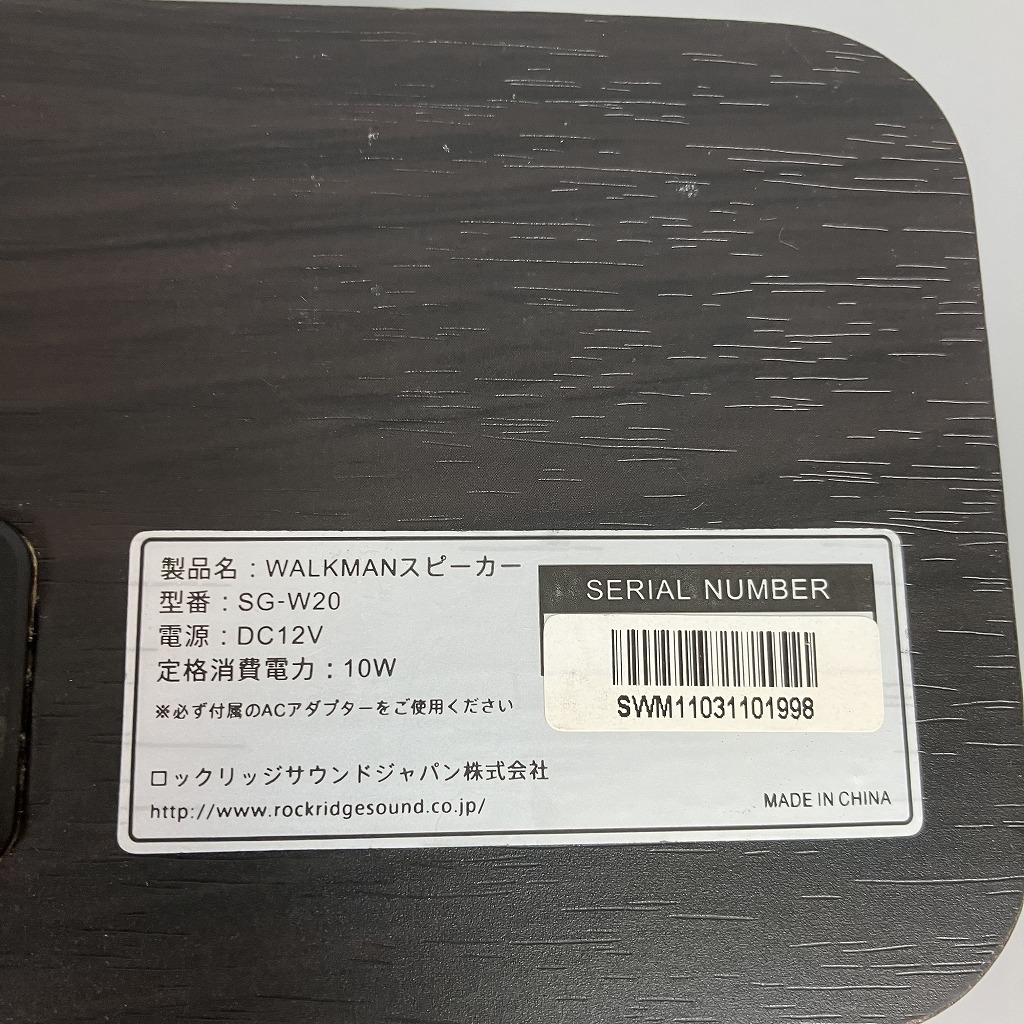 製品名：WALKMANスピーカー
型番：SG-W20
電源：DC12V
定格消費電力：10W
※必ず付属のACアダプターをご使用ください
SERIAL NUMBER
SWM11031101998
ロックリッジサウンドジャパン株式会社
http://www.rockridgesound.co.jp/
MADE IN CHINA